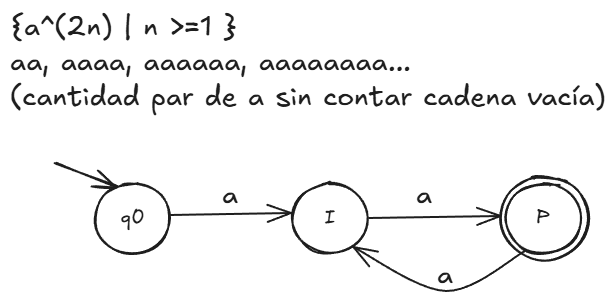 {a^(2n) | n >=1 }
aa, aaaa, aaaaaa, aaaaaaaa...
(cantidad par de a sin contar cadena vacía)
a
a
q0
I
P
a